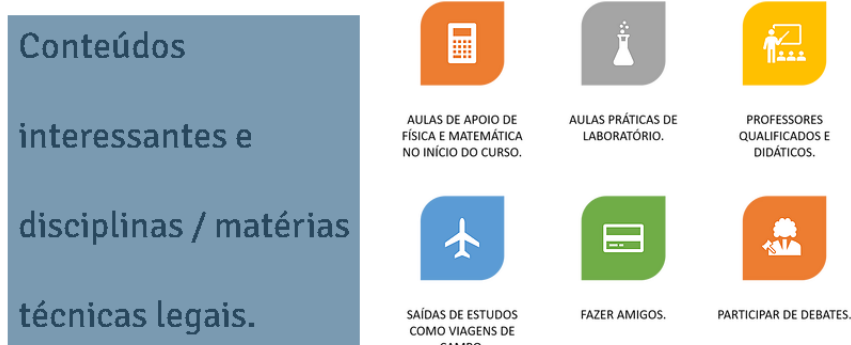 Conteúdos
interessantes e
disciplinas / matérias
técnicas legais.
AULAS DE APOIO DE
FÍSICA E MATEMÁTICA
NO INÍCIO DO CURSO.
AULAS PRÁTICAS DE
LABORATÓRIO.
PROFESSORES
QUALIFICADOS E
DIDÁTICOS.
SAÍDAS DE ESTUDOS
COMO VIAGENS DE
CAMPO
FAZER AMIGOS.
PARTICIPAR DE DEBATES.